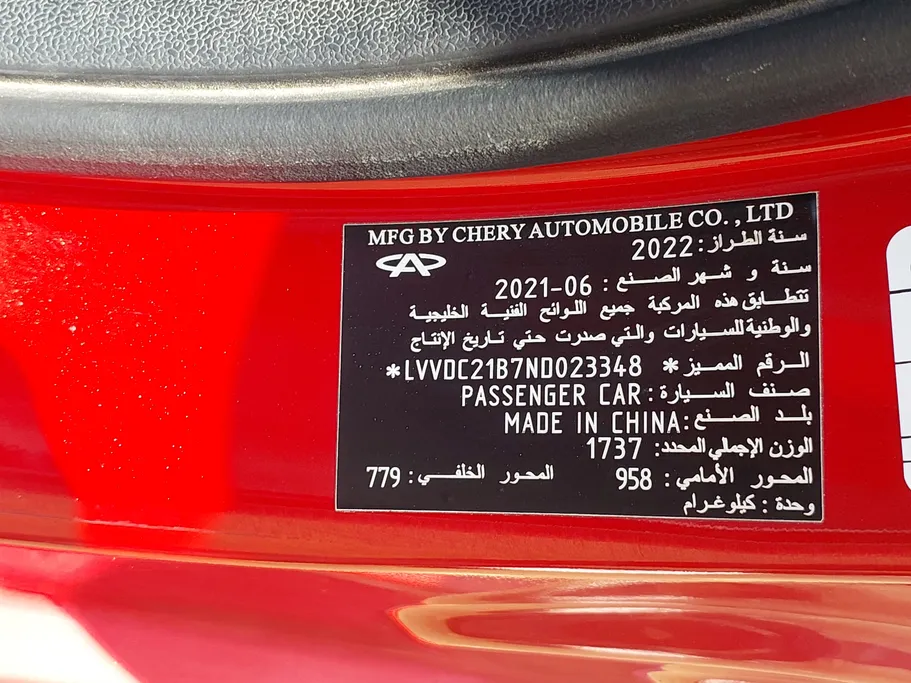 MFG BY CHERY AUTOMOBILE CO., LTD
سنة الطراز: 2022
سنة و شهر الصنع : 2021-06
تتطابق هذه المركبة جميع اللوائح الفنية الخليجية
والوطنية للسيارات والتي صدرت حتي تاريخ الإنتاج
الرقم المميز *LVVDC21B7ND023348*
صنف السيارة: PASSENGER CAR
بلد الصنع: MADE IN CHINA
الوزن الإجمالي المحدد: 1737
المحور الأمامي: 958 المحور الخلفي: 779
وحدة : كيلوغرام